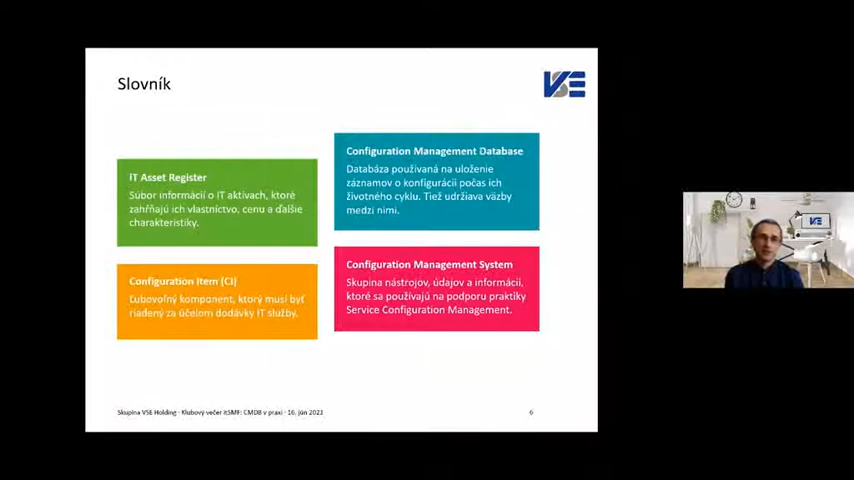 Slovník
VSE
IT Asset Register
Súbor informácií o IT aktívach, ktoré
zahŕňajú ich vlastníctvo, cenu a ďalšie
charakteristiky.
Configuration Item (CI)
Ľubovoľný komponent, ktorý musí byť
riadený za účelom dodávky IT služby.
Configuration Management Database
Databáza používaná na uloženie
záznamov o konfigurácii počas ich
životného cyklu. Tiež udržiava väzby
medzi nimi.
Configuration Management System
Skupina nástrojov, údajov a informácii,
ktoré sa používajú na podporu praktiky
Service Configuration Management.
Skupina VSE Holding · Klubový večer itSMF: CMDB v praxi · 16. jún 2023
6
VSE